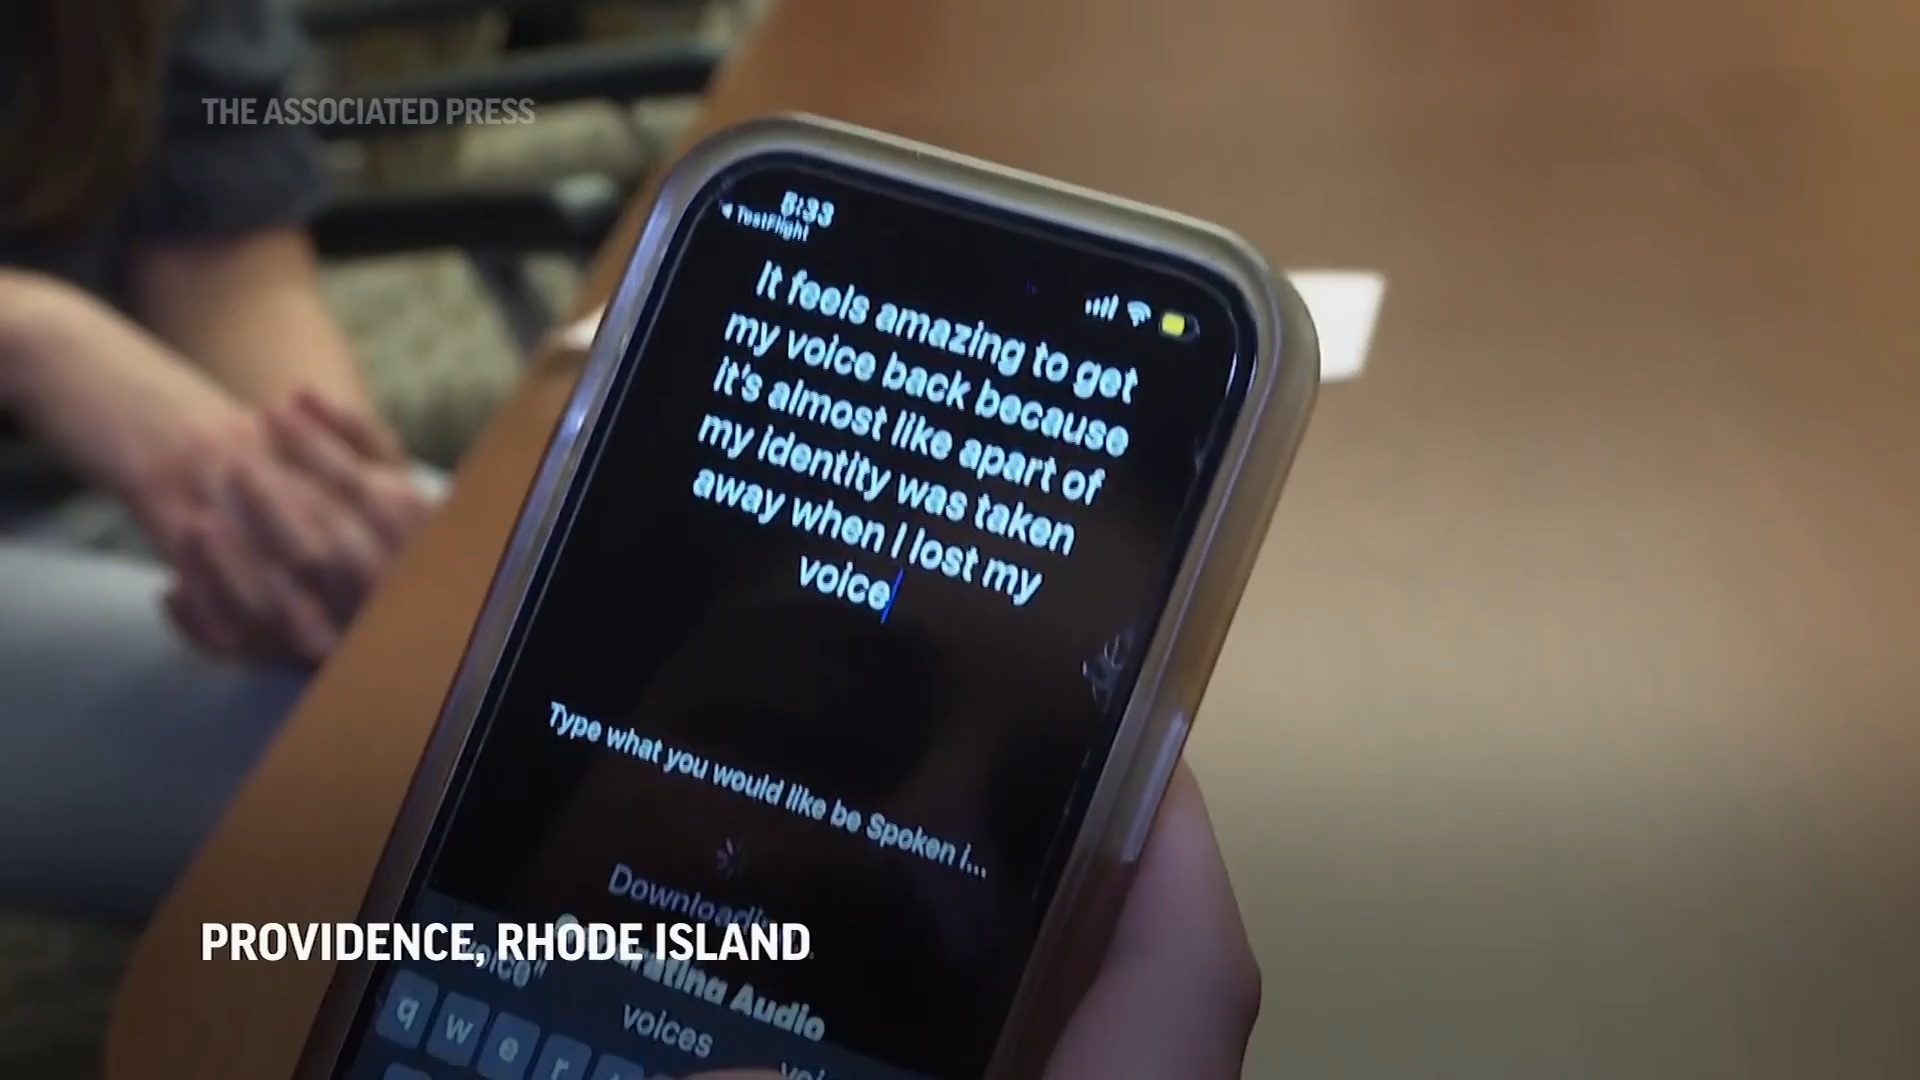 THE ASSOCIATED PRESS
5:33
TestFlight
It feels amazing to get
my voice back because
it's almost like apart of
my identity was taken
away when I lost my
voice
Type what you would like be Spoken i...
PROVIDENCE, RHODE ISLAND
Audio
voices
q w e r